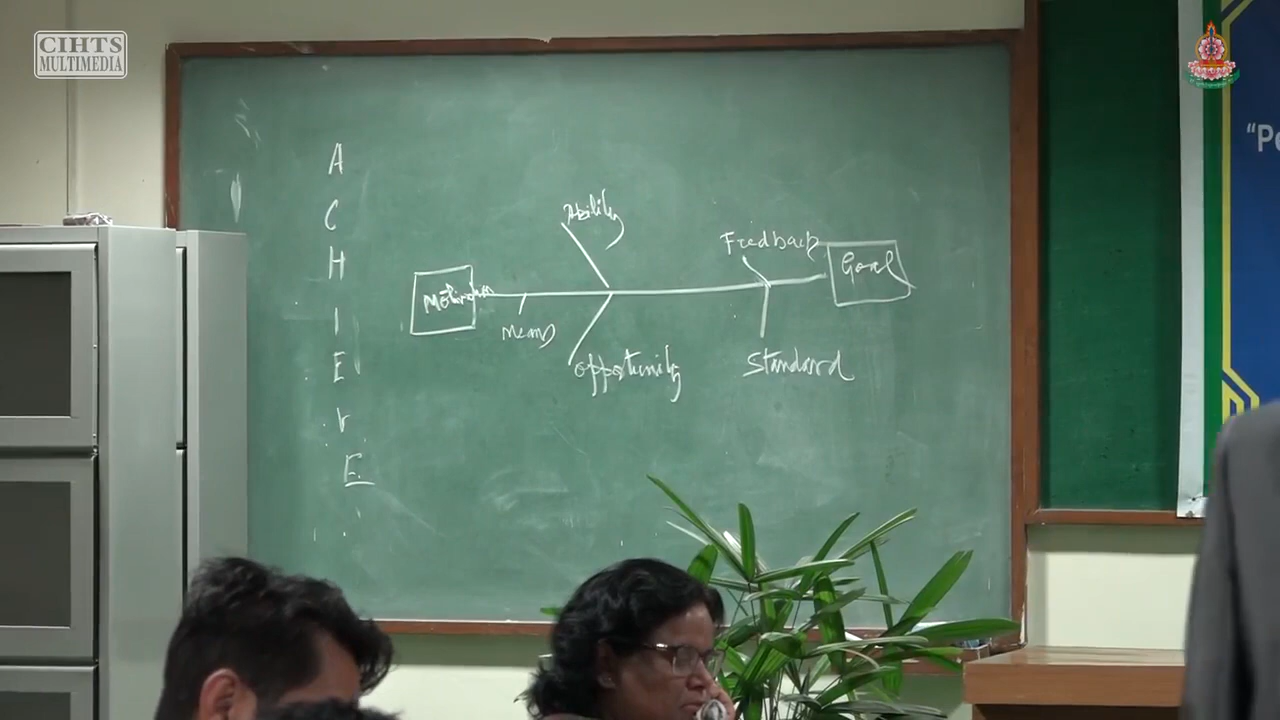 CIHTS
MULTIMEDIA
"Pe
A
C
H
I
E
V
E
Ability
Feedback
Goal
Motivation
Means
Opportunity
Standard